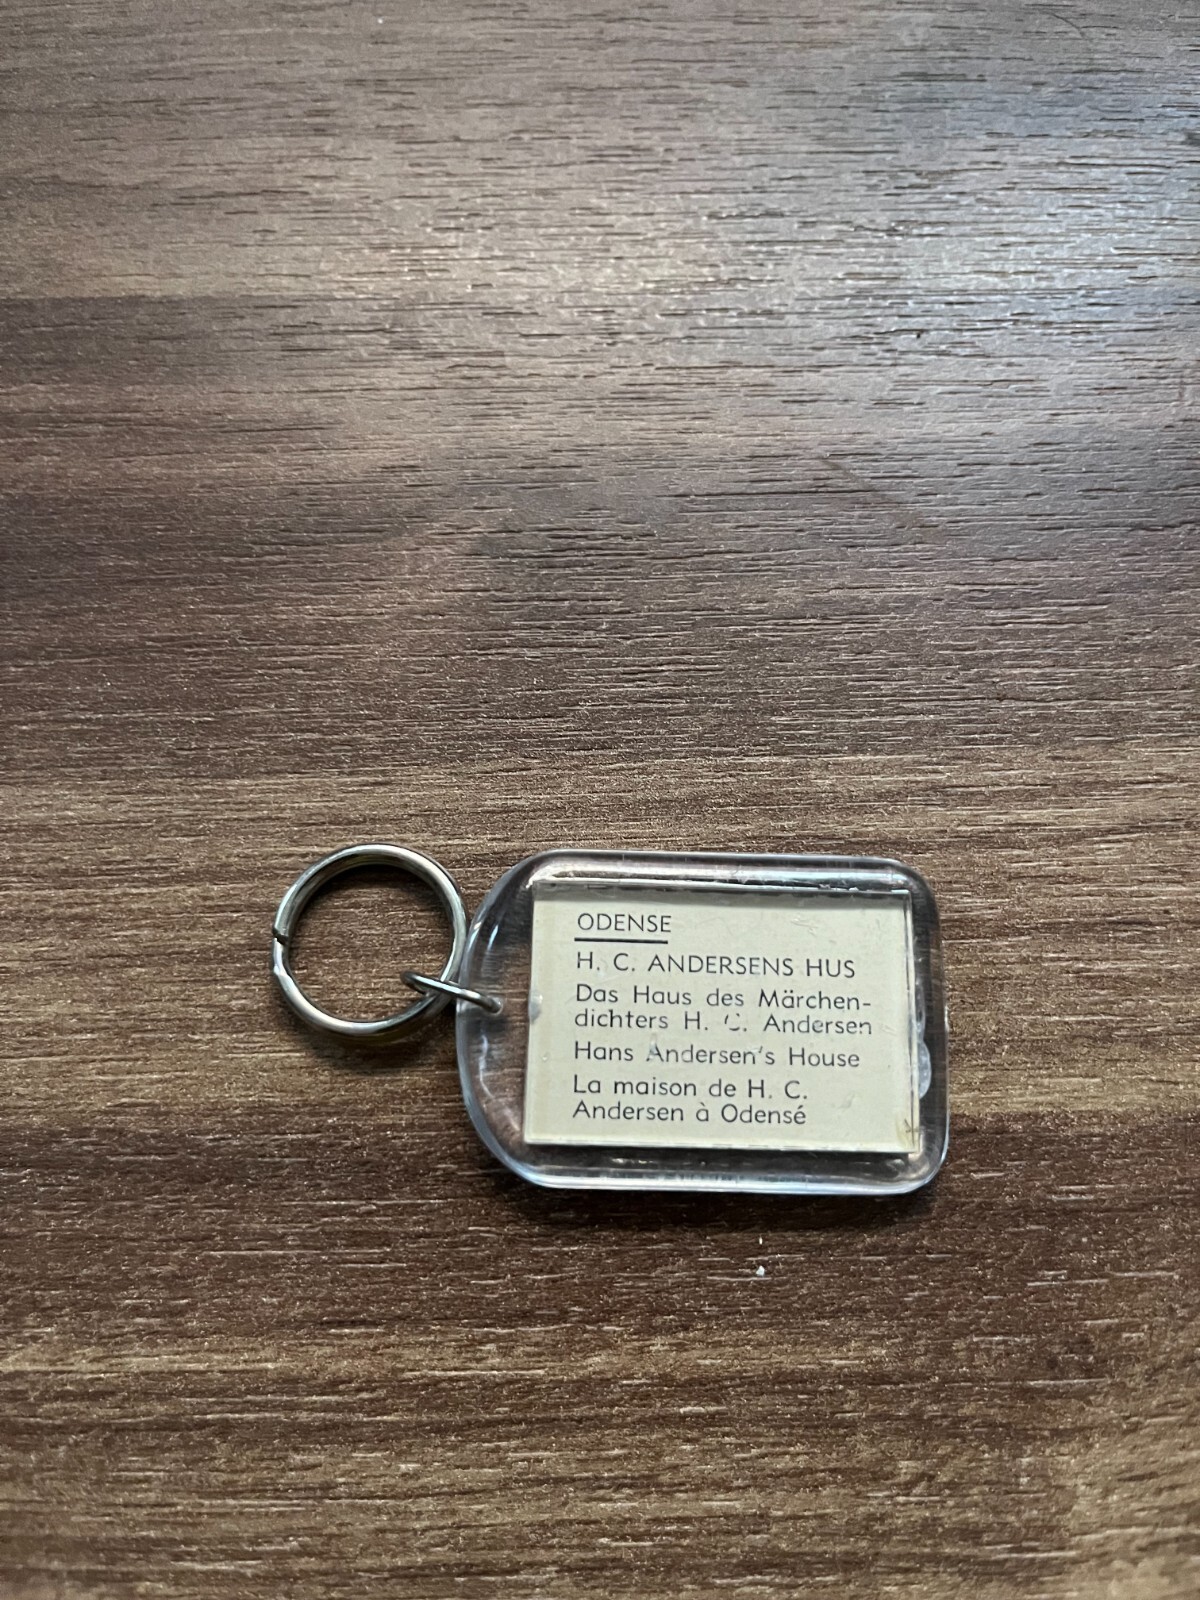 ODENSE
H. C. ANDERSENS HUS
Das Haus des Märchen-
dichters H. C. Andersen
Hans Andersen's House
La maison de H. C.
Andersen à Odensé